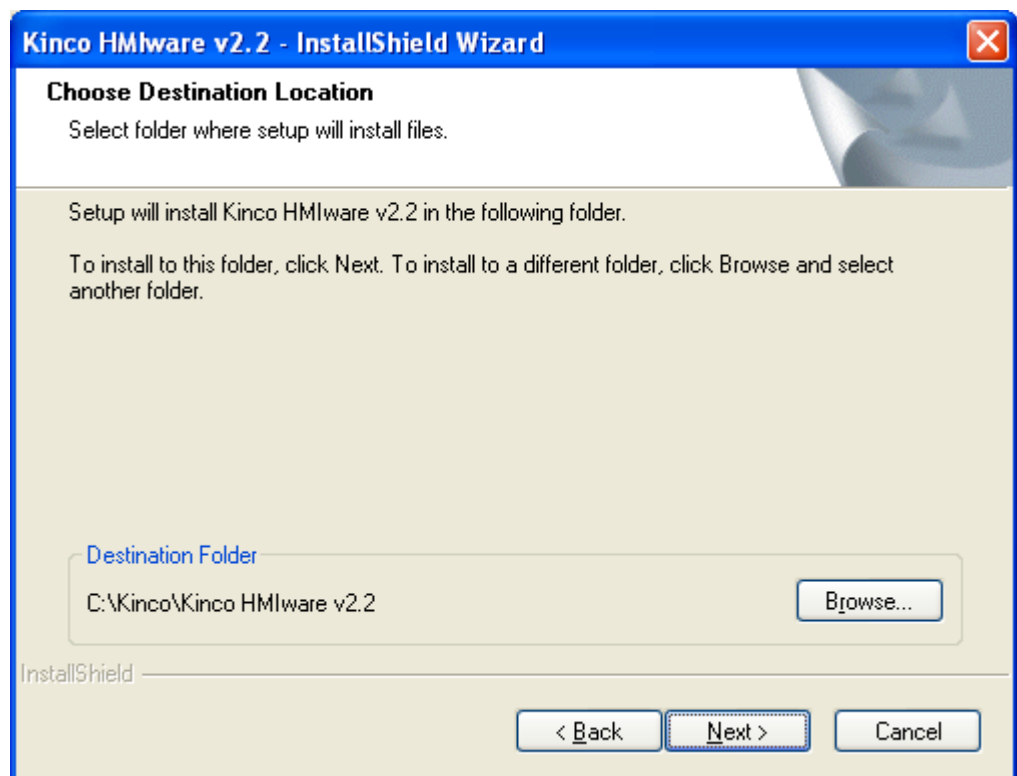 Kinco HMIware v2.2 - InstallShield Wizard
Choose Destination Location
Select folder where setup will install files.
Setup will install Kinco HMIware v2.2 in the following folder.
To install to this folder, click Next. To install to a different folder, click Browse and select
another folder.
Destination Folder
C:\Kinco\Kinco HMIware v2.2
Browse...
InstallShield
< Back
Next >
Cancel